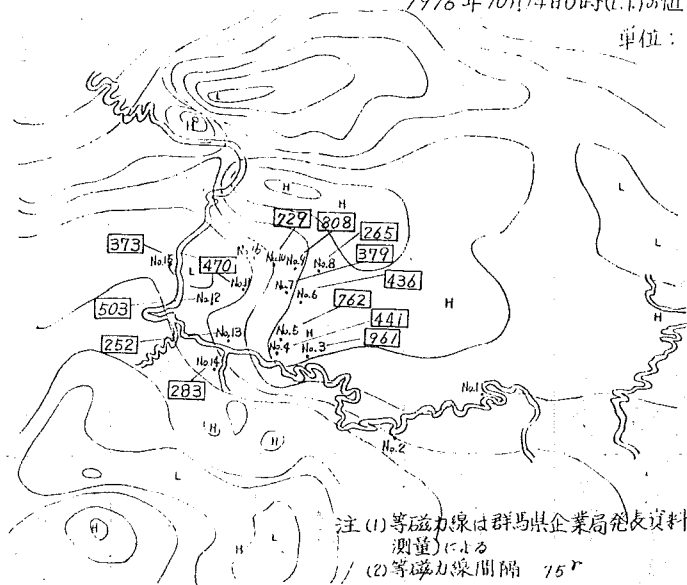 1976年10月14日0時(L.T.)の値
単位:
H
L
H
H
L
729
808
265
373
No.16
379
No.15
470
No.10
No.9
No.8
L
L
No.7
436
No.11
No.12
No.6
H
503
762
H
No.5
H
441
252
No.13
No.4
No.3
961
No.14
283
No.1
H
H
No.2
L
H
L
H
注(1)等磁力線は群馬県企業局発表資料
測量)による
(2)等磁力線間隔 15γ